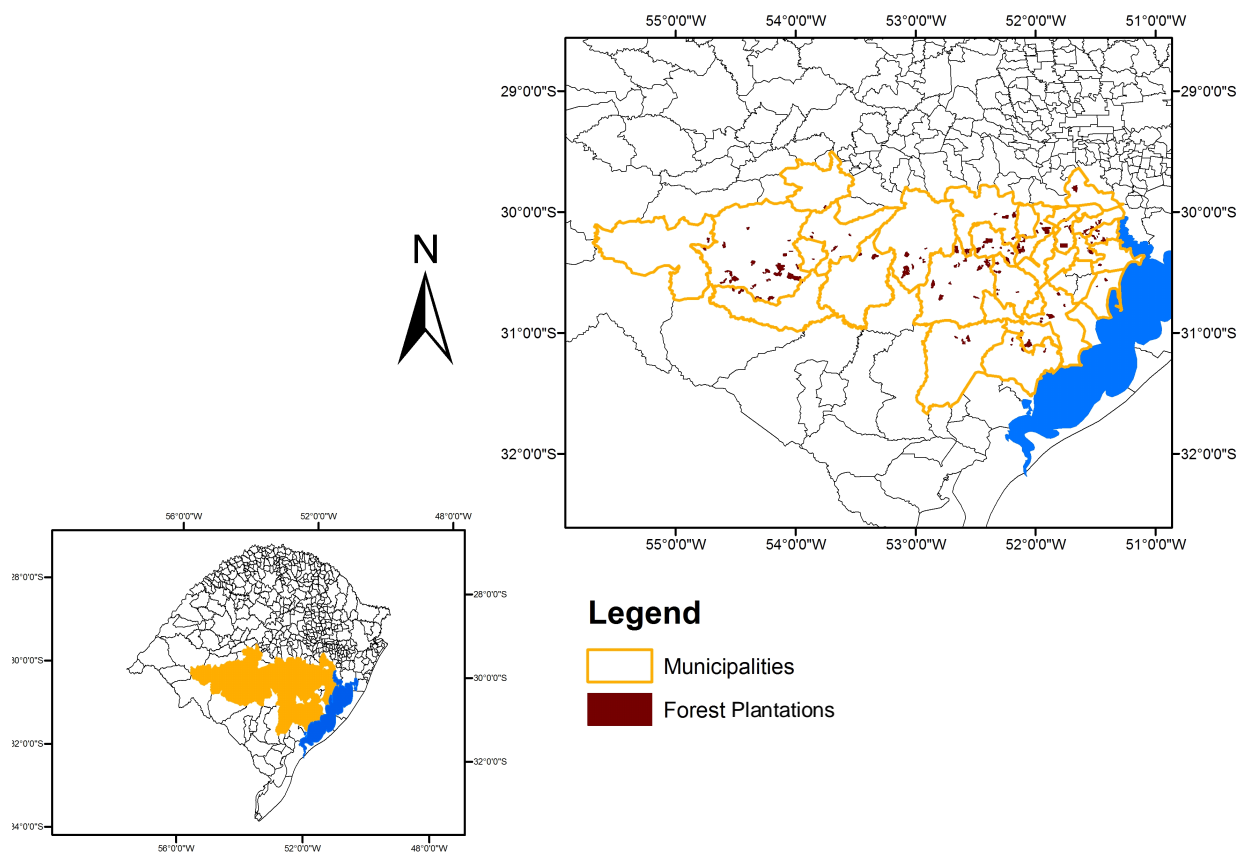 55°0'0"W 54°0'0"W 53°0'0"W 52°0'0"W 51°0'0"W
29°0'0"S 29°0'0"S
30°0'0"S 30°0'0"S
31°0'0"S 31°0'0"S
32°0'0"S 32°0'0"S
55°0'0"W 54°0'0"W 53°0'0"W 52°0'0"W 51°0'0"W
N
56°0'0"W 52°0'0"W 48°0'0"W
28°0'0"S 28°0'0"S
30°0'0"S 30°0'0"S
32°0'0"S 32°0'0"S
34°0'0"S
56°0'0"W 52°0'0"W 48°0'0"W
Legend
Municipalities
Forest Plantations